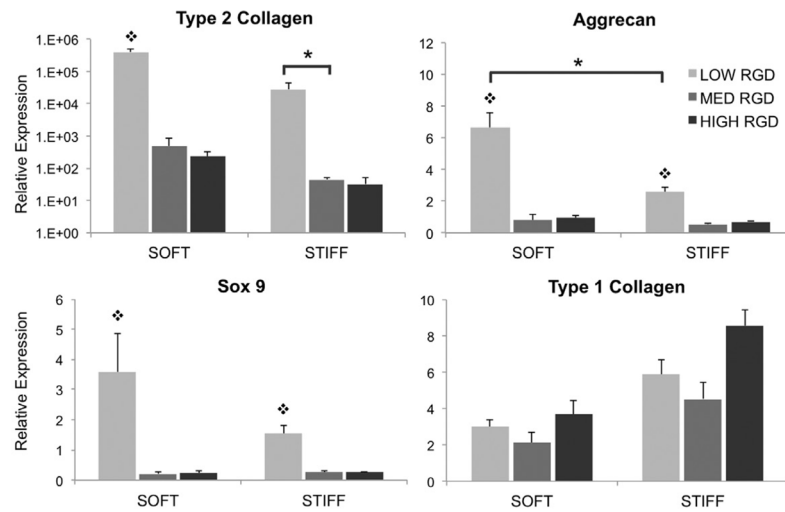 Type 2 Collagen
Relative Expression
1.E+06
1.E+05
1.E+04
1.E+03
1.E+02
1.E+01
1.E+00
❖
*
SOFT
STIFF
Aggrecan
12
10
8
6
4
2
0
❖
*
❖
LOW RGD
MED RGD
HIGH RGD
SOFT
STIFF
Sox 9
Relative Expression
6
5
4
3
2
1
0
❖
❖
SOFT
STIFF
Type 1 Collagen
10
8
6
4
2
0
SOFT
STIFF